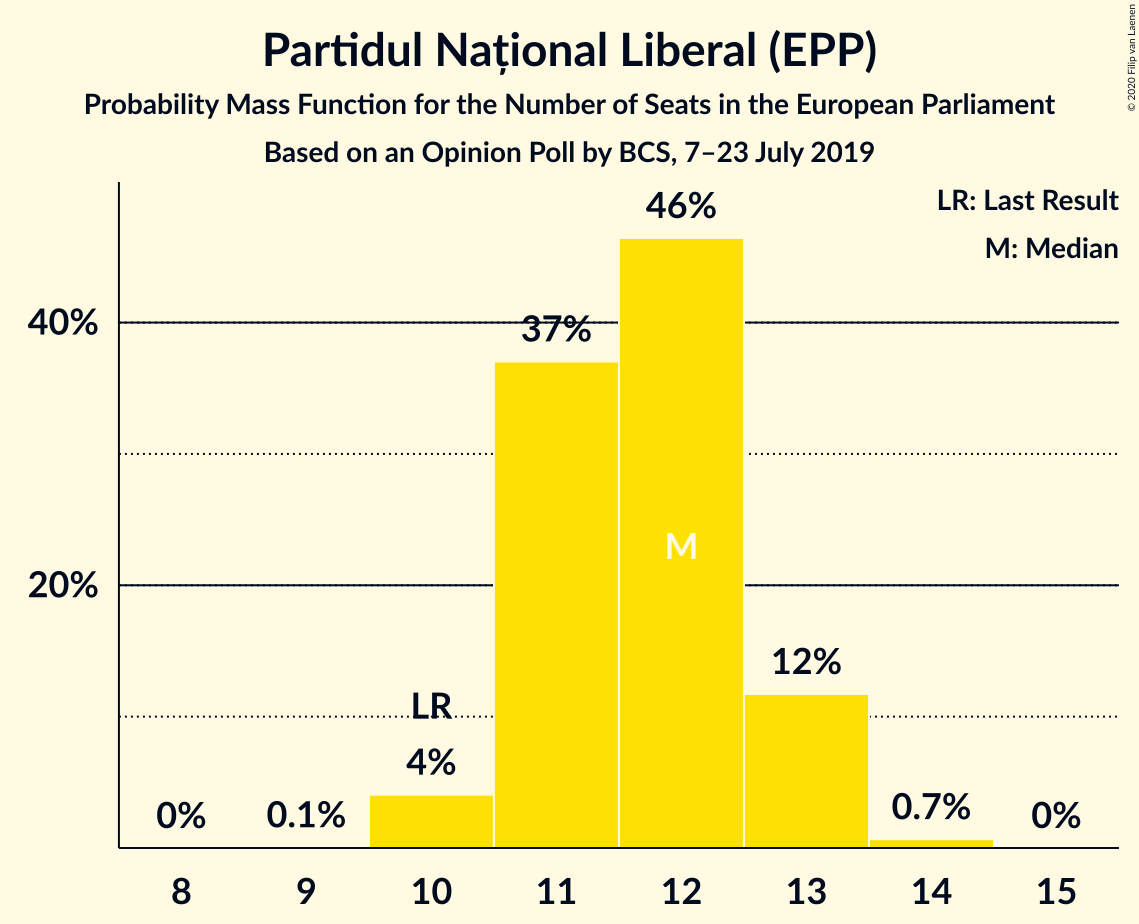 Partidul Național Liberal (EPP)
Probability Mass Function for the Number of Seats in the European Parliament
Based on an Opinion Poll by BCS, 7–23 July 2019
© 2020 Filip van Laenen
LR: Last Result
M: Median
40%
20%
0%
0.1%
LR
4%
37%
46%
M
12%
0.7%
0%
8 9 10 11 12 13 14 15